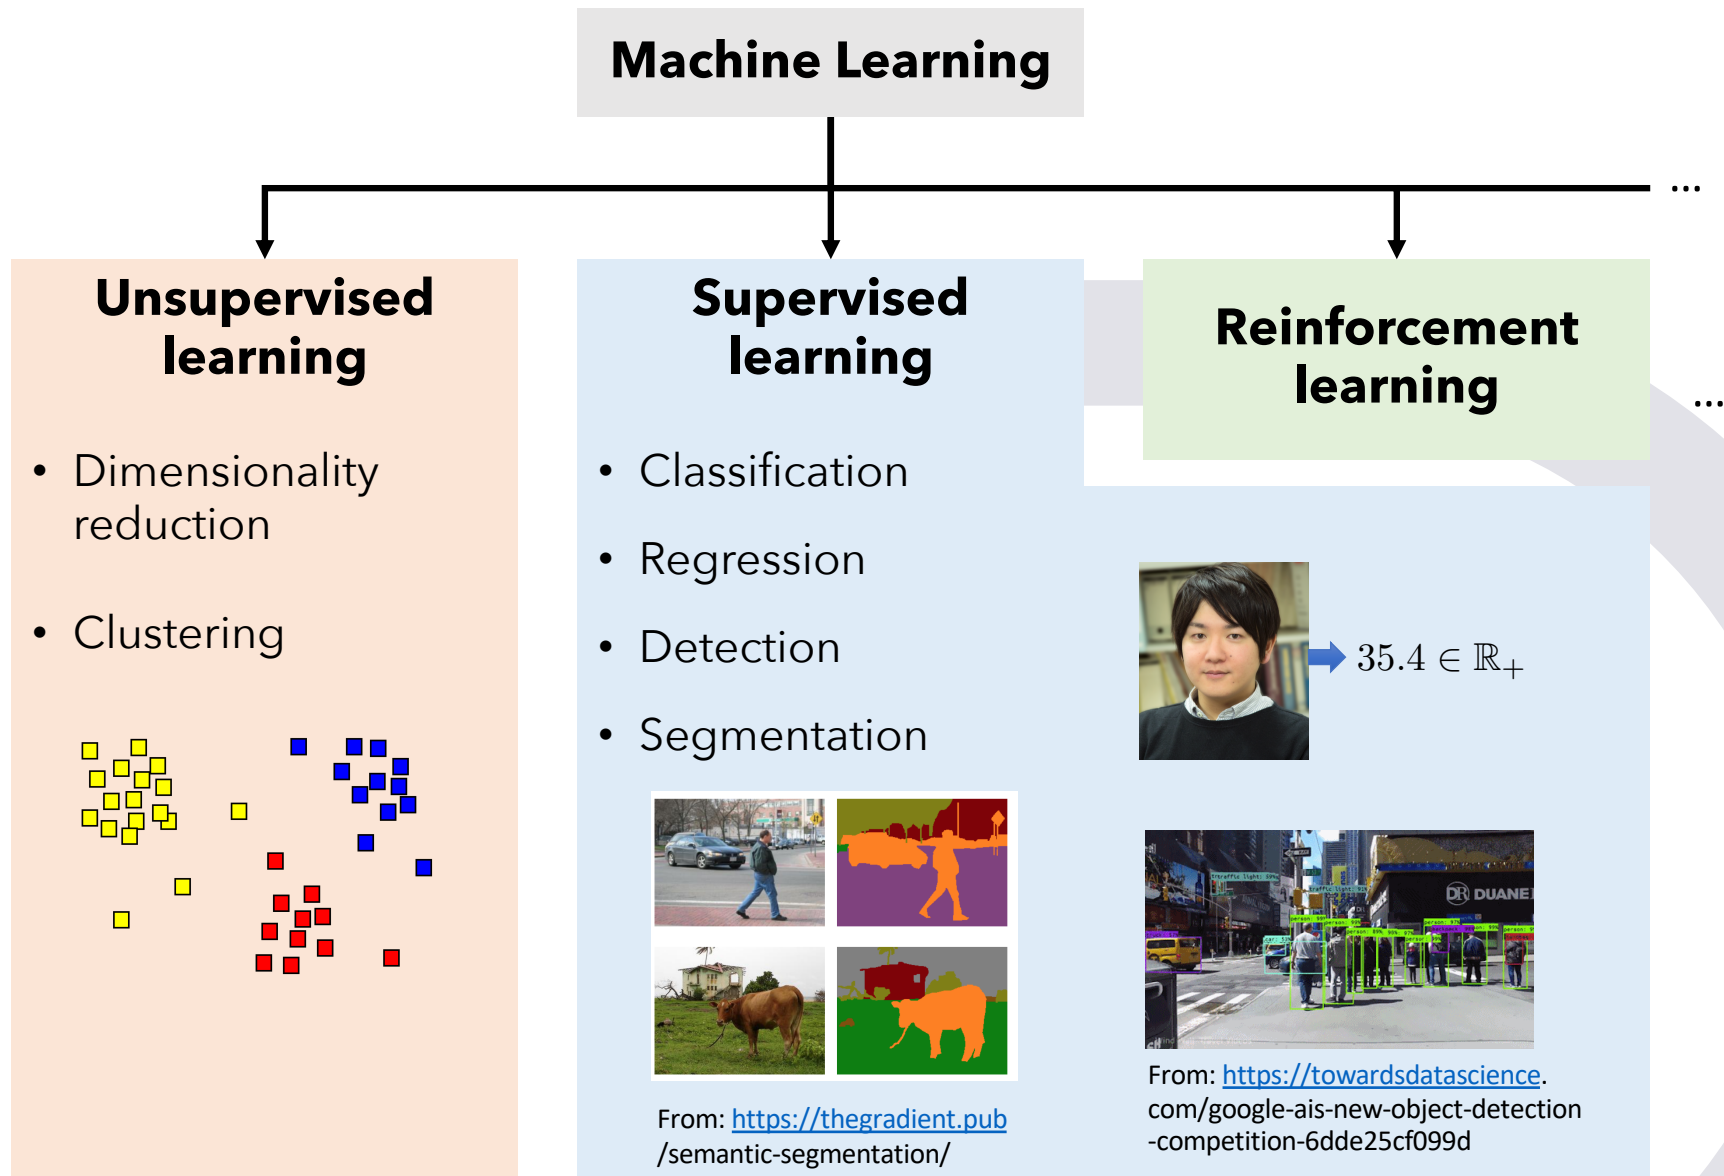 Machine Learning
...
Unsupervised
learning
• Dimensionality
reduction
• Clustering
Supervised
learning
• Classification
• Regression
• Detection
• Segmentation
From: https://thegradient.pub
/semantic-segmentation/
Reinforcement
learning
...
35.4 ∈ ℝ₊
DR DUANE
From: https://towardsdatascience.
com/google-ais-new-object-detection
-competition-6dde25cf099d